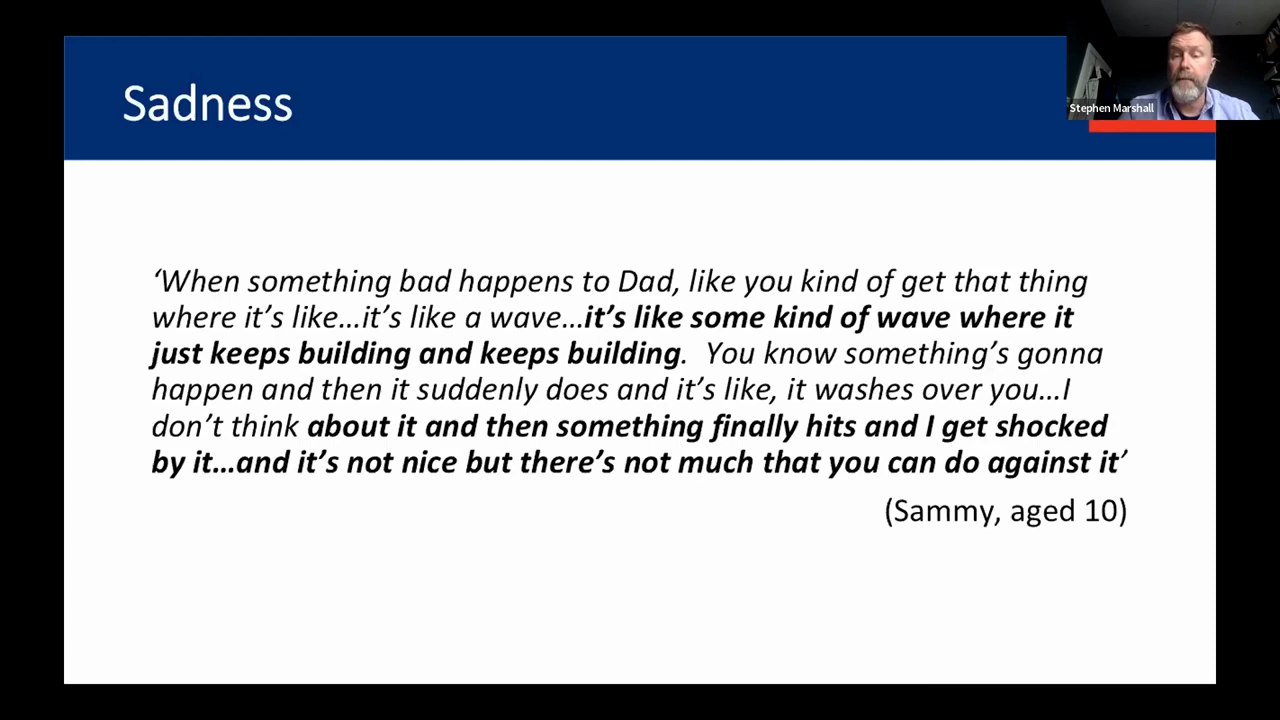 Sadness
Stephen Marshall
‘When something bad happens to Dad, like you kind of get that thing
where it’s like…it’s like a wave…it’s like some kind of wave where it
just keeps building and keeps building.  You know something’s gonna
happen and then it suddenly does and it’s like, it washes over you…I
don’t think about it and then something finally hits and I get shocked
by it…and it’s not nice but there’s not much that you can do against it’
(Sammy, aged 10)